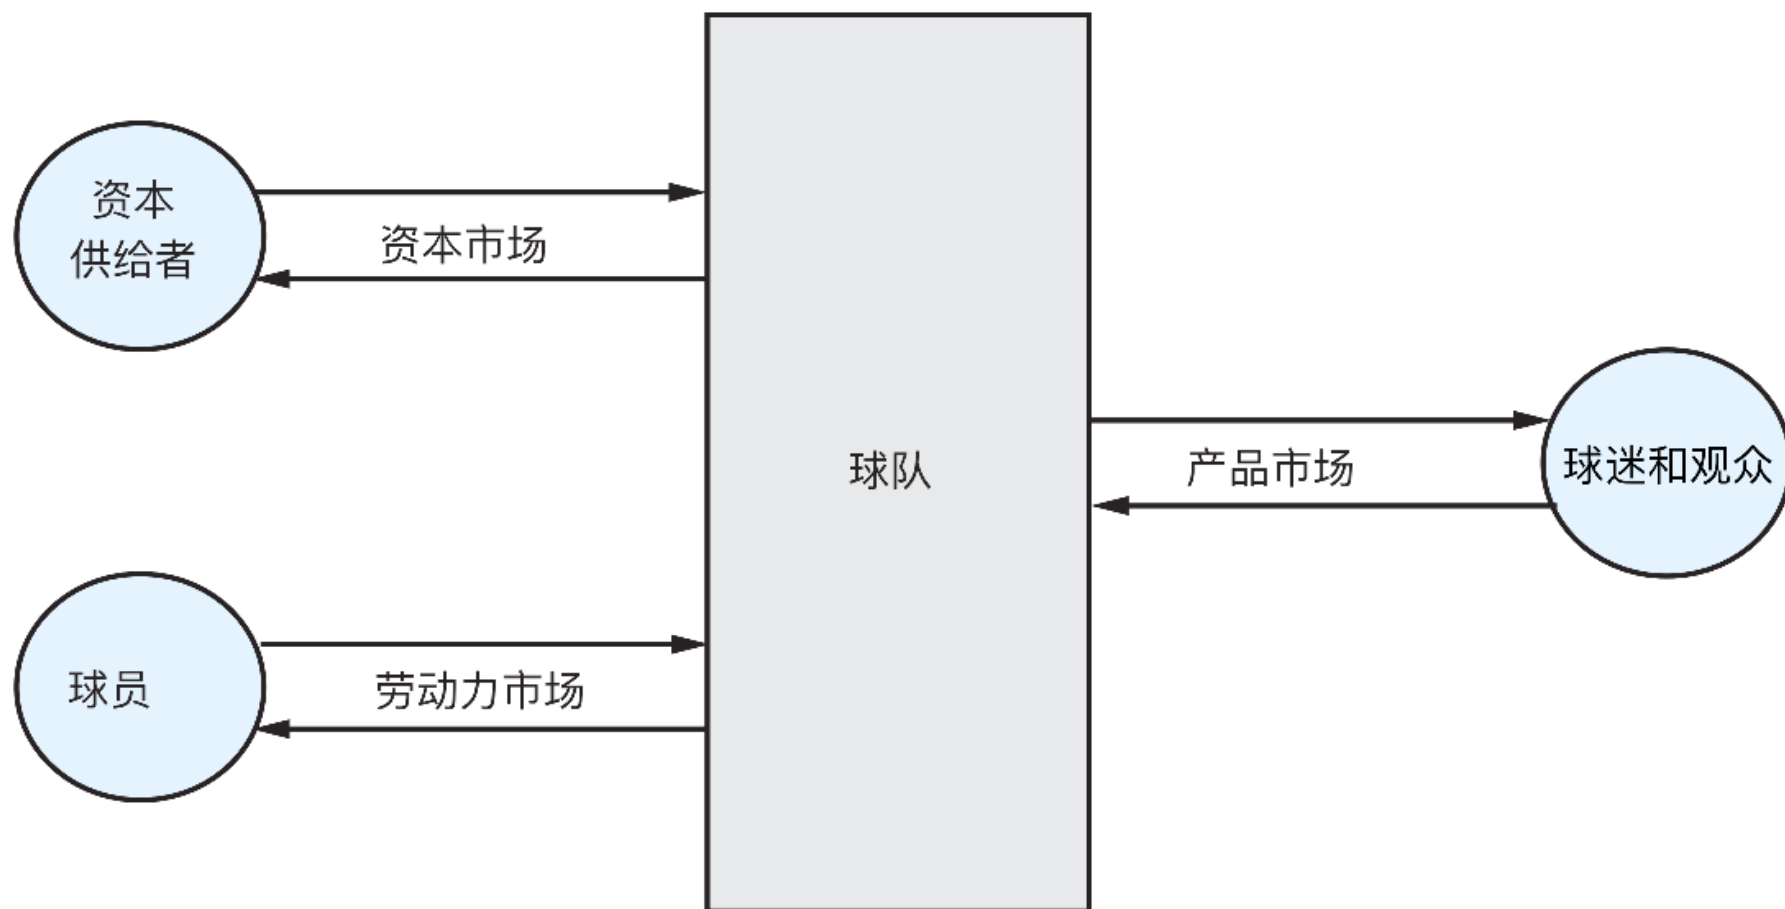 资本
供给者
资本市场
球队
产品市场
球迷和观众
球员
劳动力市场